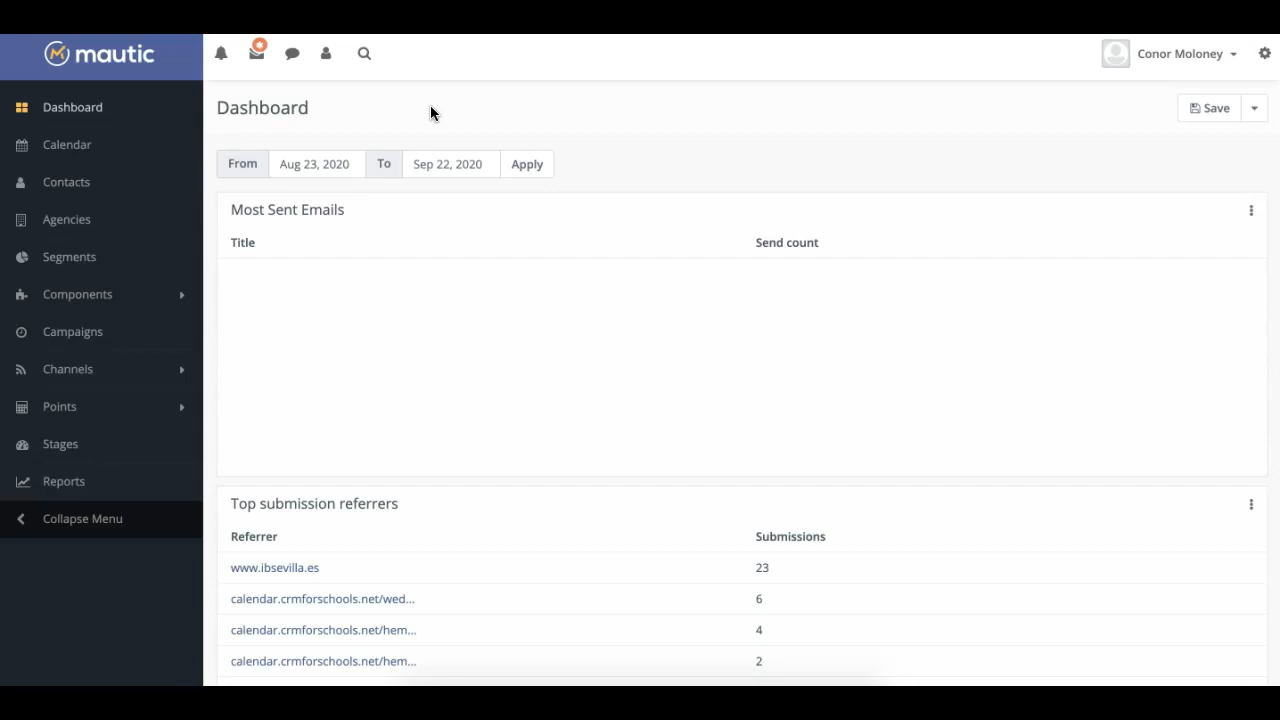 mautic
Conor Moloney
Dashboard
Calendar
Contacts
Agencies
Segments
Components
Campaigns
Channels
Points
Stages
Reports
Collapse Menu
Dashboard
Save
From Aug 23, 2020 To Sep 22, 2020 Apply
Most Sent Emails
Title Send count
Top submission referrers
Referrer Submissions
www.ibsevilla.es 23
calendar.crmforschools.net/wed... 6
calendar.crmforschools.net/hem... 4
calendar.crmforschools.net/hem... 2